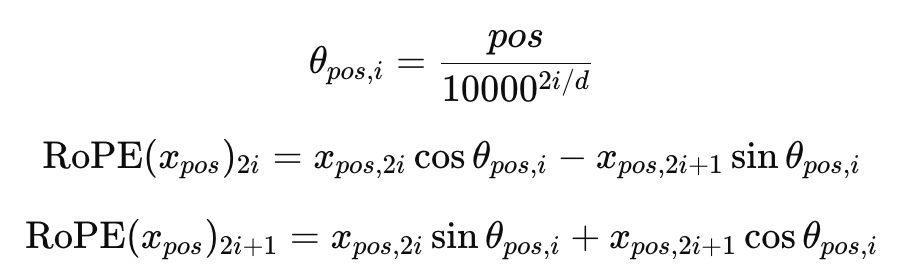 θ_{pos,i} = \frac{pos}{10000^{2i/d}}
RoPE(x_{pos})_{2i} = x_{pos,2i} cos θ_{pos,i} − x_{pos,2i+1} sin θ_{pos,i}
RoPE(x_{pos})_{2i+1} = x_{pos,2i} sin θ_{pos,i} + x_{pos,2i+1} cos θ_{pos,i}